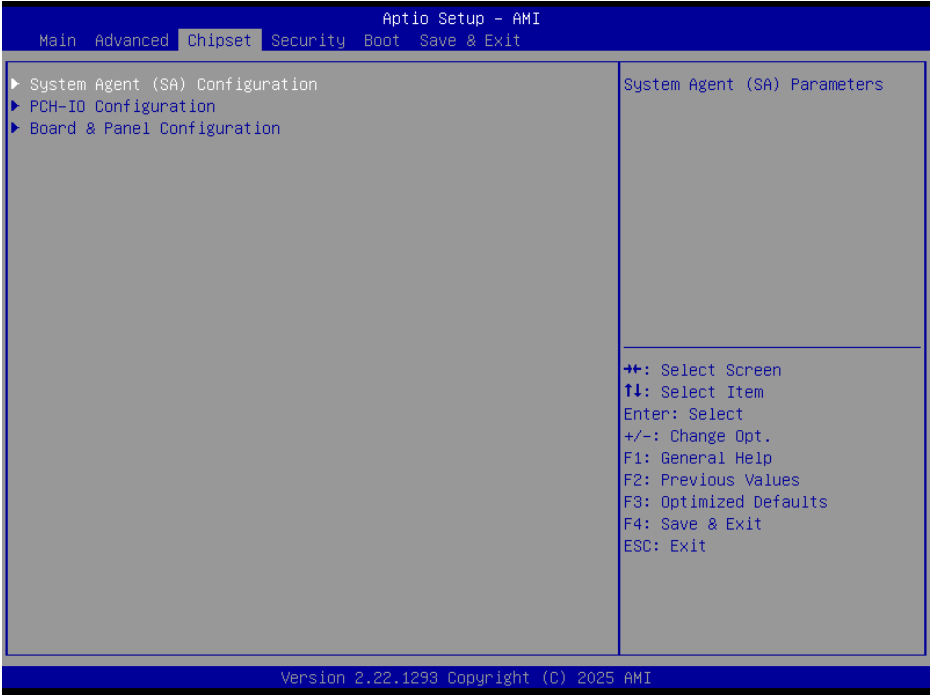 Aptio Setup – AMI
Main Advanced Chipset Security Boot Save & Exit
System Agent (SA) Configuration
PCH-IO Configuration
Board & Panel Configuration
System Agent (SA) Parameters
→←: Select Screen
↑↓: Select Item
Enter: Select
+/-: Change Opt.
F1: General Help
F2: Previous Values
F3: Optimized Defaults
F4: Save & Exit
ESC: Exit
Version 2.22.1293 Copyright (C) 2025 AMI